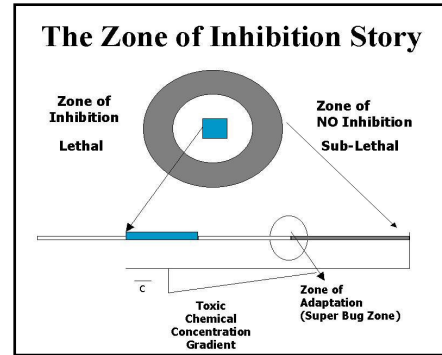 The Zone of Inhibition Story
Zone of
Inhibition
Lethal
Zone of
NO Inhibition
Sub-Lethal
C
Toxic
Chemical
Concentration
Gradient
Zone of
Adaptation
(Super Bug Zone)